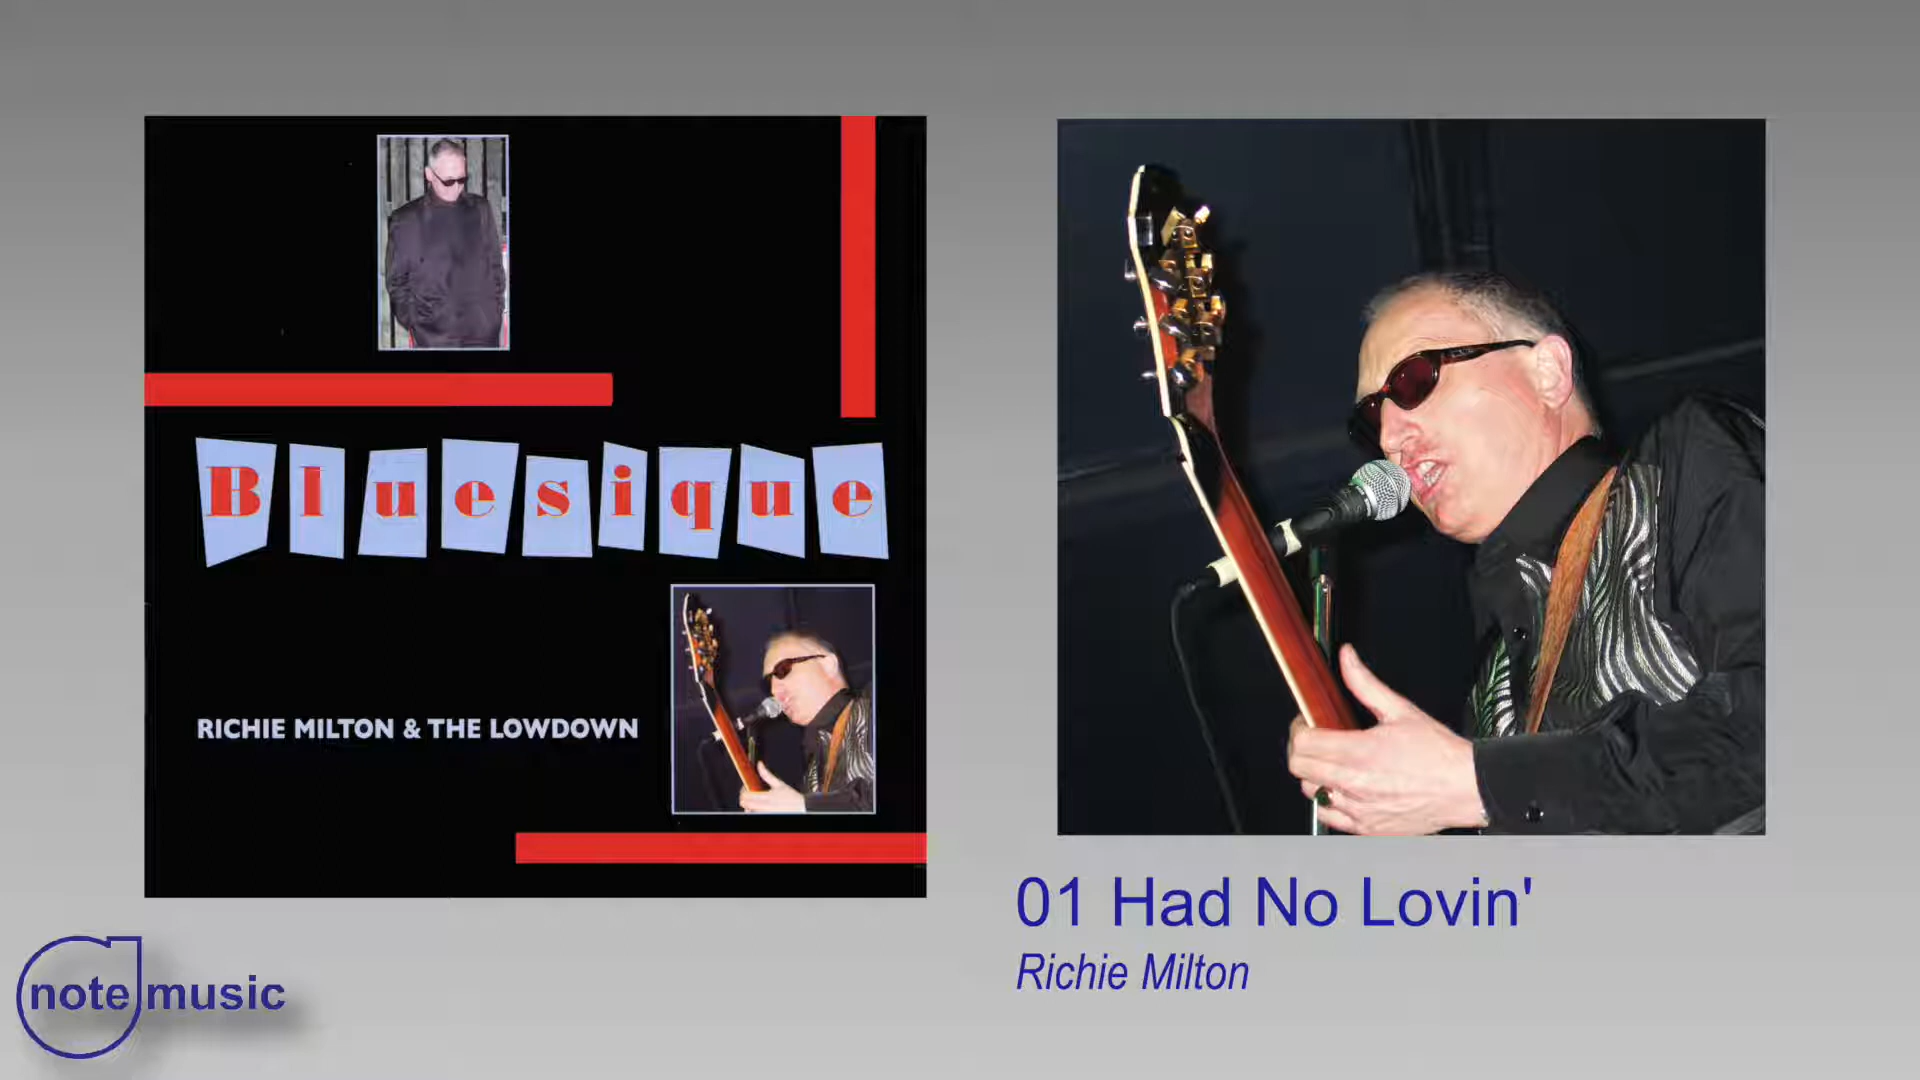 Bluesique
RICHIE MILTON & THE LOWDOWN
01 Had No Lovin'
Richie Milton
note music